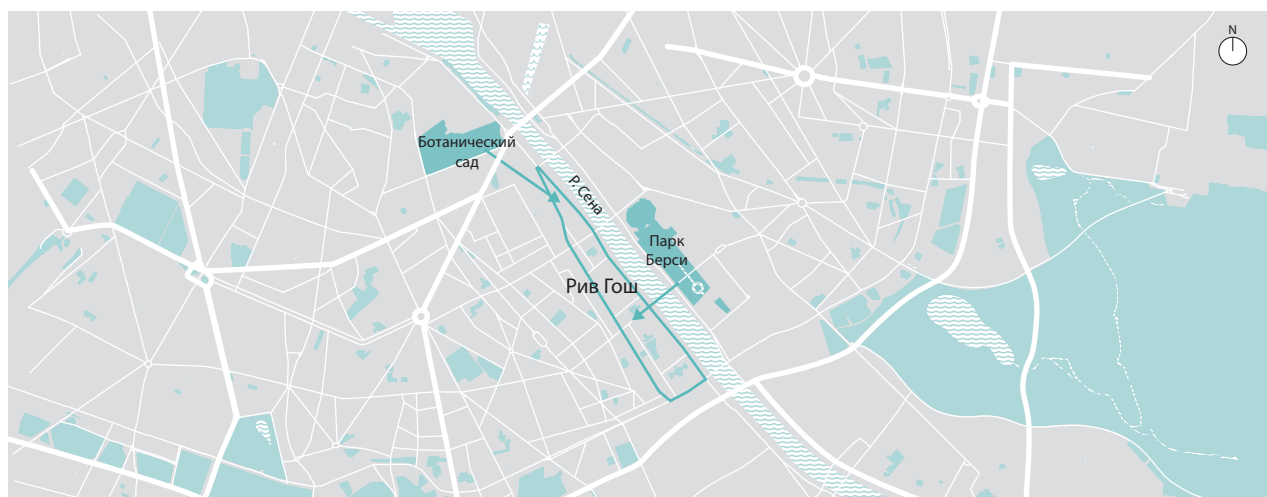 N
Ботанический
сад
Р. Сена
Парк
Берси
Рив Гош